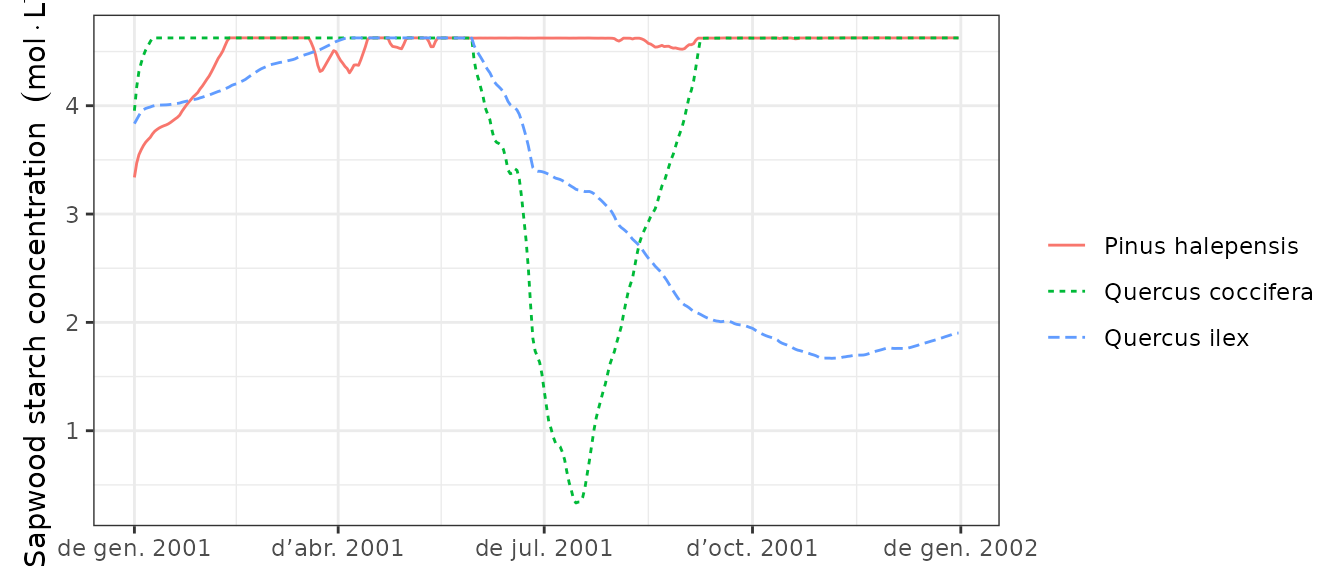 Sapwood starch concentration (mol·L
4
3
2
1
de gen. 2001
d’abr. 2001
de jul. 2001
d’oct. 2001
de gen. 2002
Pinus halepensis
Quercus coccifera
Quercus ilex